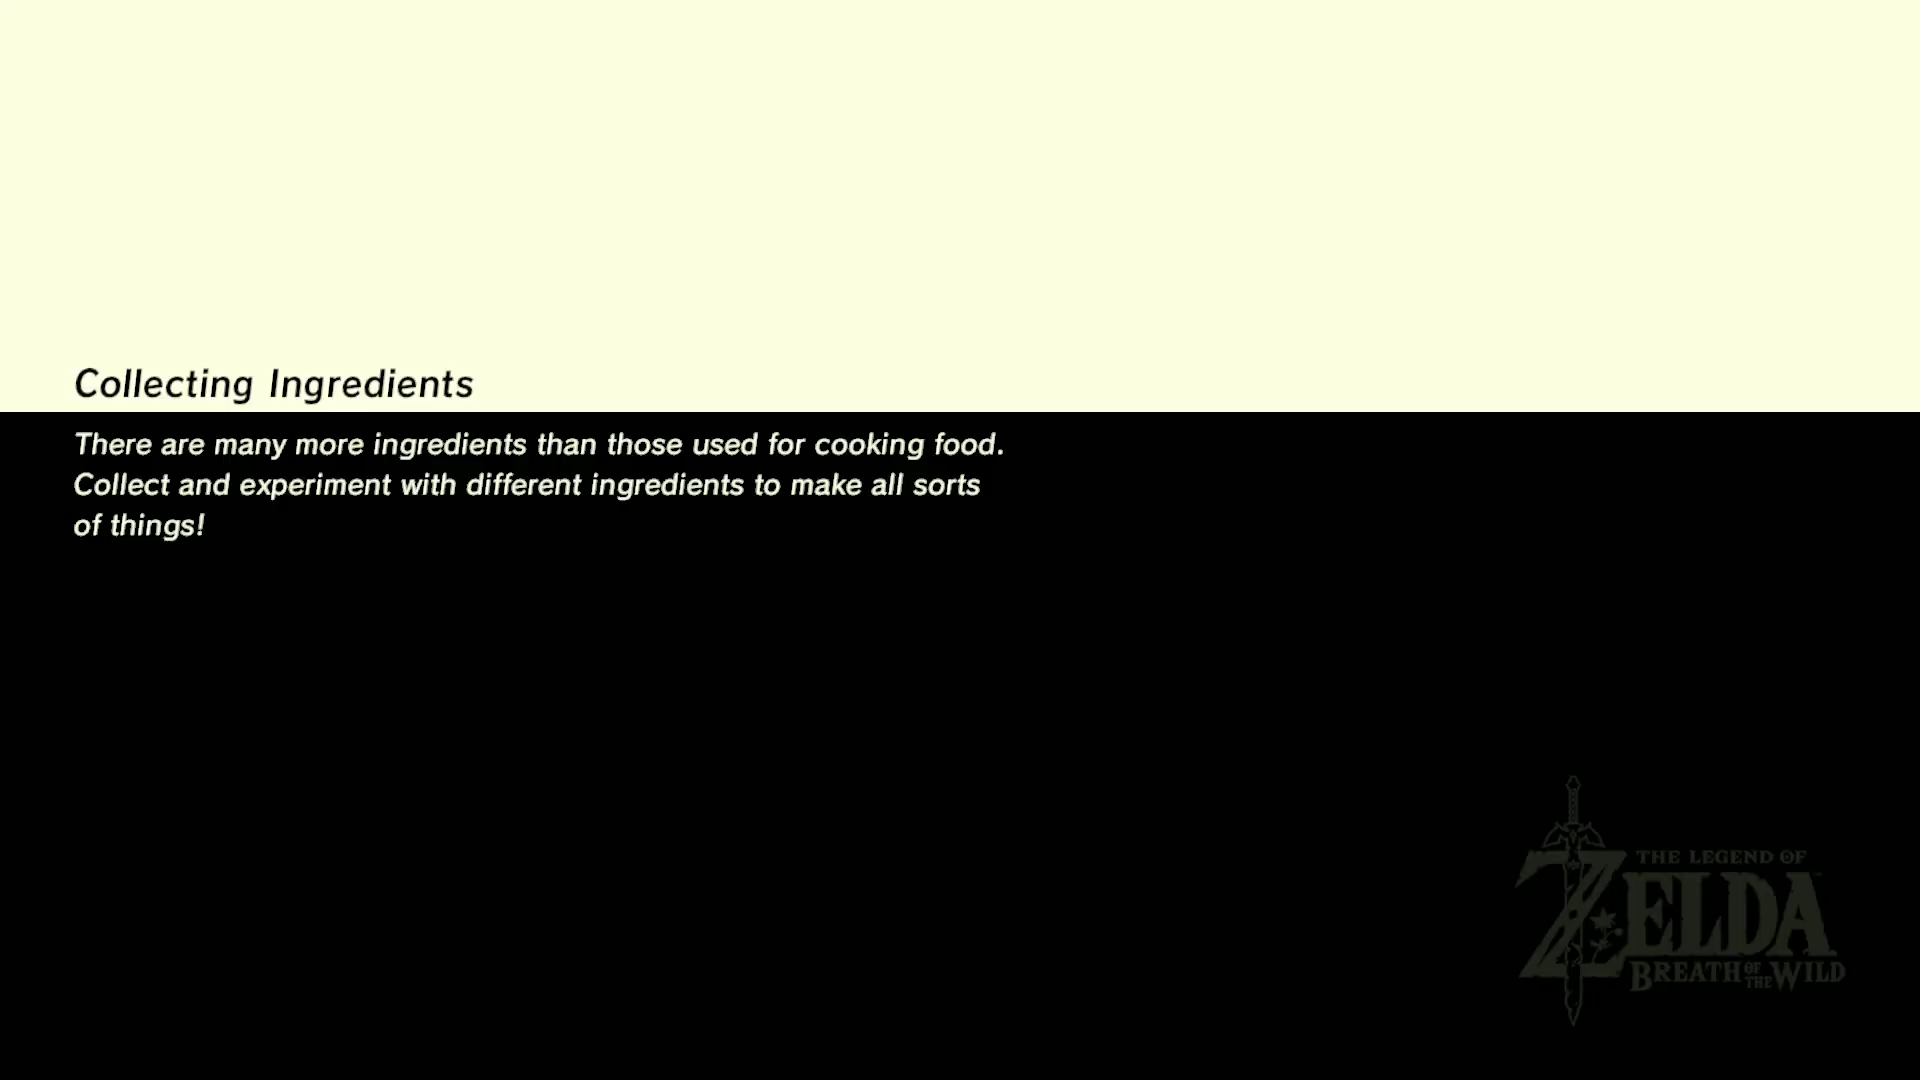 Collecting Ingredients
There are many more ingredients than those used for cooking food.
Collect and experiment with different ingredients to make all sorts
of things!
THE LEGEND OF
ZELDA
BREATH OF THE WILD